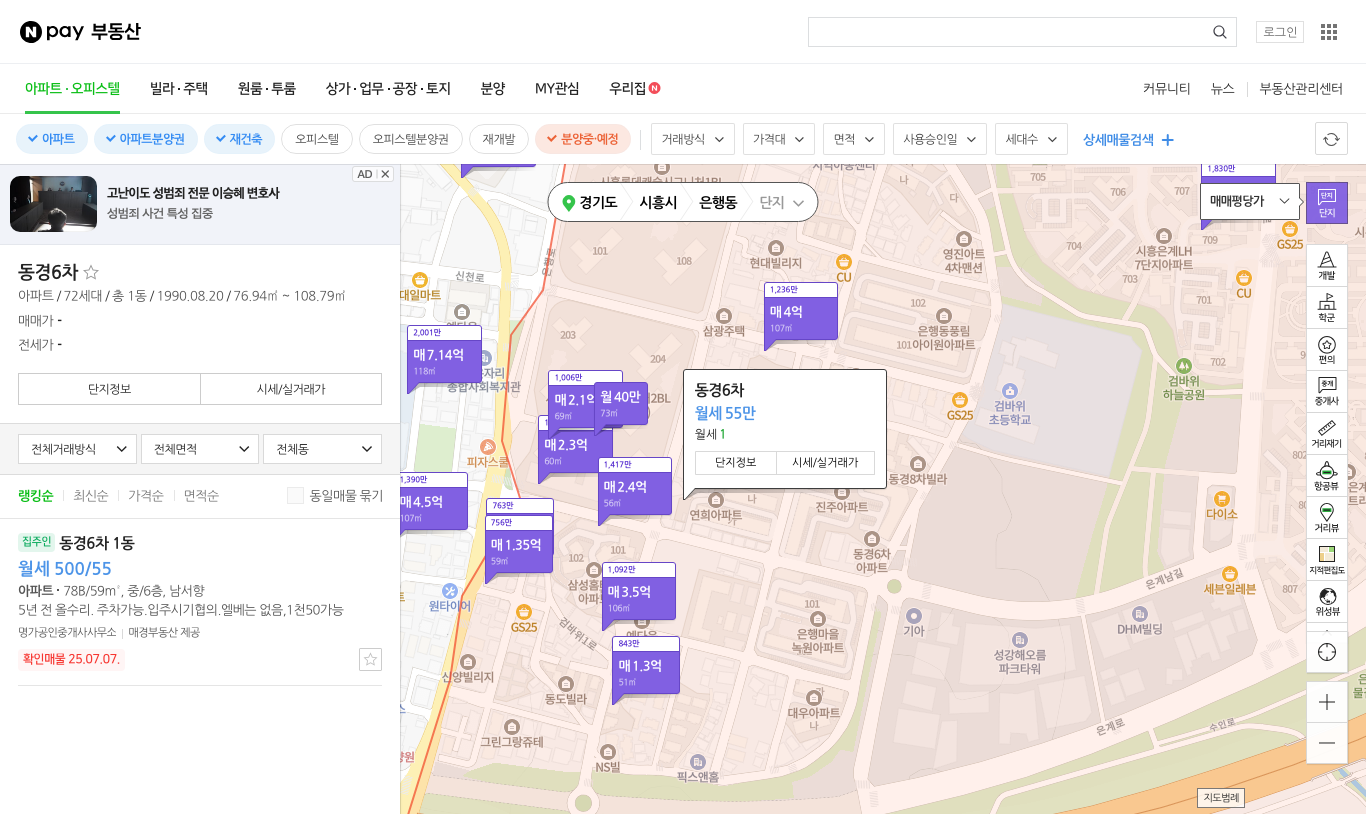 N pay 부동산
로그인
아파트·오피스텔 빌라·주택 원룸·투룸 상가·업무·공장·토지 분양 MY관심 우리집 N 커뮤니티 뉴스 부동산관리센터
아파트 아파트분양권 재건축 오피스텔 오피스텔분양권 재개발 분양중·예정 거래방식 가격대 면적 사용승인일 세대수 상세매물검색
AD
고난이도 성범죄 전문 이승혜 변호사
성범죄 사건 특성 집중
동경6차
아파트 / 72세대 / 총 1동 / 1990.08.20 / 76.94㎡ ~ 108.79㎡
매매가 -
전세가 -
단지정보 시세/실거래가
전체거래방식 전체면적 전체동
랭킹순 최신순 가격순 면적순 동일매물 묶기
집주인 동경6차 1동
월세 500/55
아파트 · 78B/59㎡, 중/6층, 남서향
5년 전 올수리. 주차가능.입주시기협의.엘베는 없음,1천50가능
명가공인중개사사무소 | 매경부동산 제공
확인매물 25.07.07.
경기도 시흥시 은행동 단지
1,830만
매매평당가
단지
단지
개발
학군
편의
중개
중개사
거리재기
항공뷰
거리뷰
지적편집도
위성뷰
지도범례
동경6차
월세 55만
월세 1
단지정보 시세/실거래가
1,236만
매 4억
107㎡
2,001만
매 7.14억
118㎡
1,006만
매 2.1억
69㎡
월 40만
73㎡
매 2.3억
60㎡
1,417만
매 2.4억
56㎡
1,390만
매 4.5억
107㎡
763만
756만
매 1.35억
59㎡
1,092만
매 3.5억
106㎡
843만
매 1.3억
51㎡
신천로
대일마트
종합사회복지관
피자스쿨
원타이어
GS25
신양빌리지
동도빌라
그린그랑쥬테
NS빌
픽스앤홈
대우아파트
나
검바위1로
은행마을
녹원아파트
101
102
101
101
108
203
204
현대빌리지
CU
삼광주택
영진아트
4차맨션
다
102
101
은행동풍림
아이원아파트
GS25
검바위
초등학교
동경8차빌라
진주아파트
연희아파트
나
동경6차
아파트
기아
성강해오름
파크타워
DHM빌딩
세븐일레븐
807
다이소
은계남길
은계로
수인로
검바위
하늘공원
702
701
703
704
705
706
707
709
시흥은계LH
7단지아파트
CU
GS25